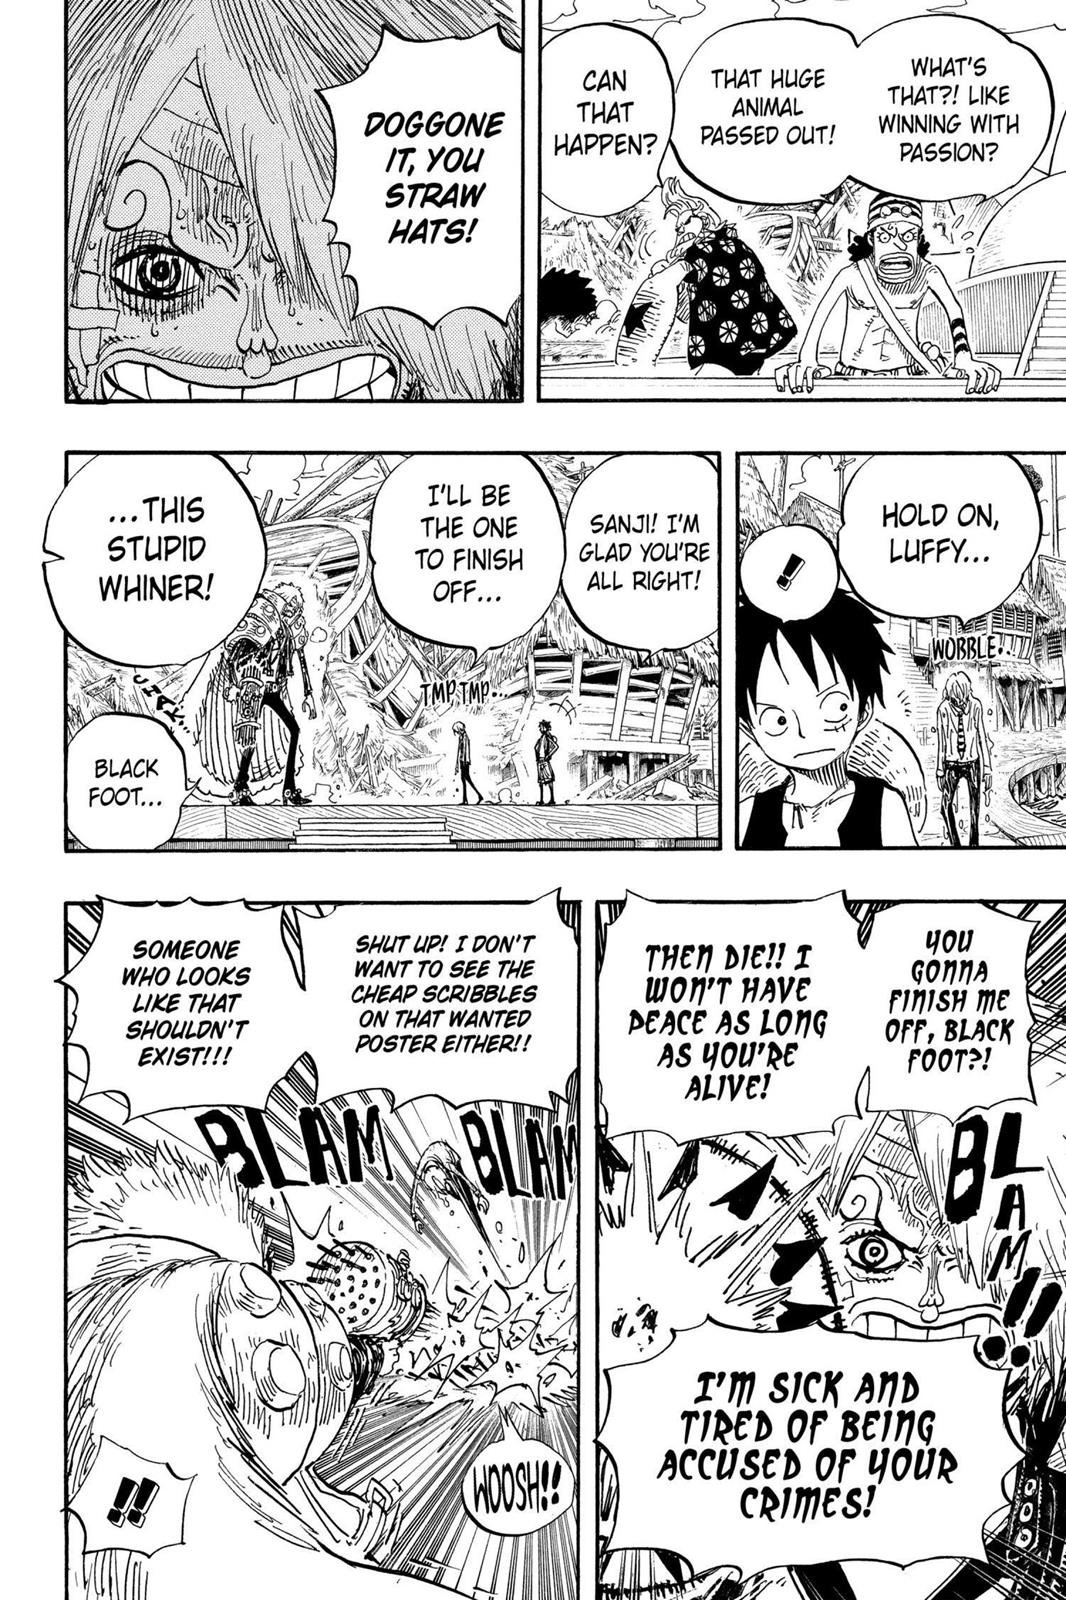 WHAT'S
THAT?! LIKE
WINNING WITH
PASSION?
THAT HUGE
ANIMAL
PASSED OUT!
CAN
THAT
HAPPEN?
DOGGONE
IT, YOU
STRAW
HATS!
HOLD ON,
LUFFY...
!!
WOBBLE!...
SANJI! I'M
GLAD YOU'RE
ALL RIGHT!
I'LL BE
THE ONE
TO FINISH
OFF...
TMP TMP...
...THIS
STUPID
WHINER!
CHAK...
BLACK
FOOT...
YOU
GONNA
FINISH ME
OFF, BLACK
FOOT?!
THEN DIE!! I
WON'T HAVE
PEACE AS LONG
AS YOU'RE
ALIVE!
BLAM!!
I'M SICK AND
TIRED OF BEING
ACCUSED OF YOUR
CRIMES!
SHUT UP! I DON'T
WANT TO SEE THE
CHEAP SCRIBBLES
ON THAT WANTED
POSTER EITHER!!
SOMEONE
WHO LOOKS
LIKE THAT
SHOULDN'T
EXIST!!!
BLAM
BLAM
WOOSH!!
!!